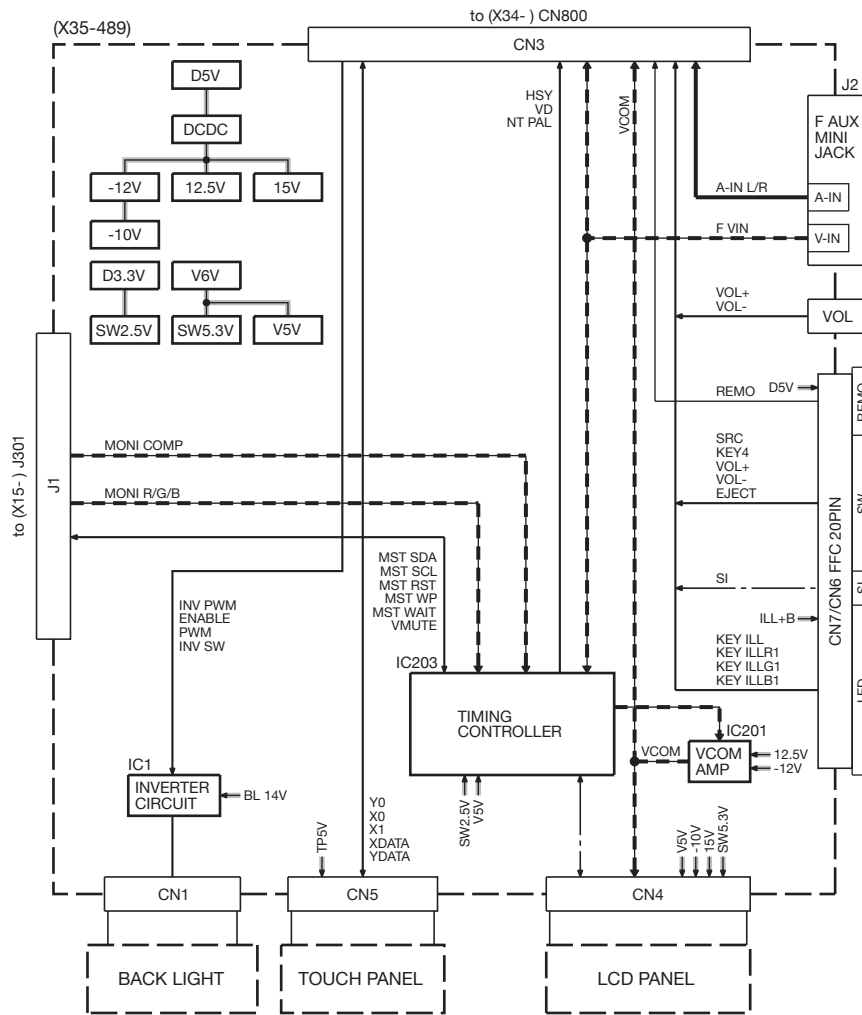 to (X34- ) CN800
(X35-489)
CN3
J2
D5V
DCDC
-12V
12.5V
15V
-10V
D3.3V
V6V
SW2.5V
SW5.3V
V5V
HSY
VD
NT PAL
VCOM
F AUX
MINI
JACK
A-IN L/R
A-IN
F VIN
V-IN
VOL+
VOL-
VOL
REMO
D5V
REMO
to (X15- ) J301
J1
MONI COMP
MONI R/G/B
SRC
KEY4
VOL+
VOL-
EJECT
SW
CN7/CN6 FFC 20PIN
MST SDA
MST SCL
MST RST
MST WP
MST WAIT
VMUTE
SI
SI
ILL+B
INV PWM
ENABLE
PWM
INV SW
KEY ILL
KEY ILLR1
KEY ILLG1
KEY ILLB1
LED
IC203
TIMING
CONTROLLER
IC201
VCOM
VCOM
AMP
12.5V
-12V
IC1
INVERTER
CIRCUIT
BL 14V
SW2.5V
V5V
TP5V
Y0
X0
X1
XDATA
YDATA
V5V
-10V
15V
SW5.3V
CN1
CN5
CN4
BACK LIGHT
TOUCH PANEL
LCD PANEL